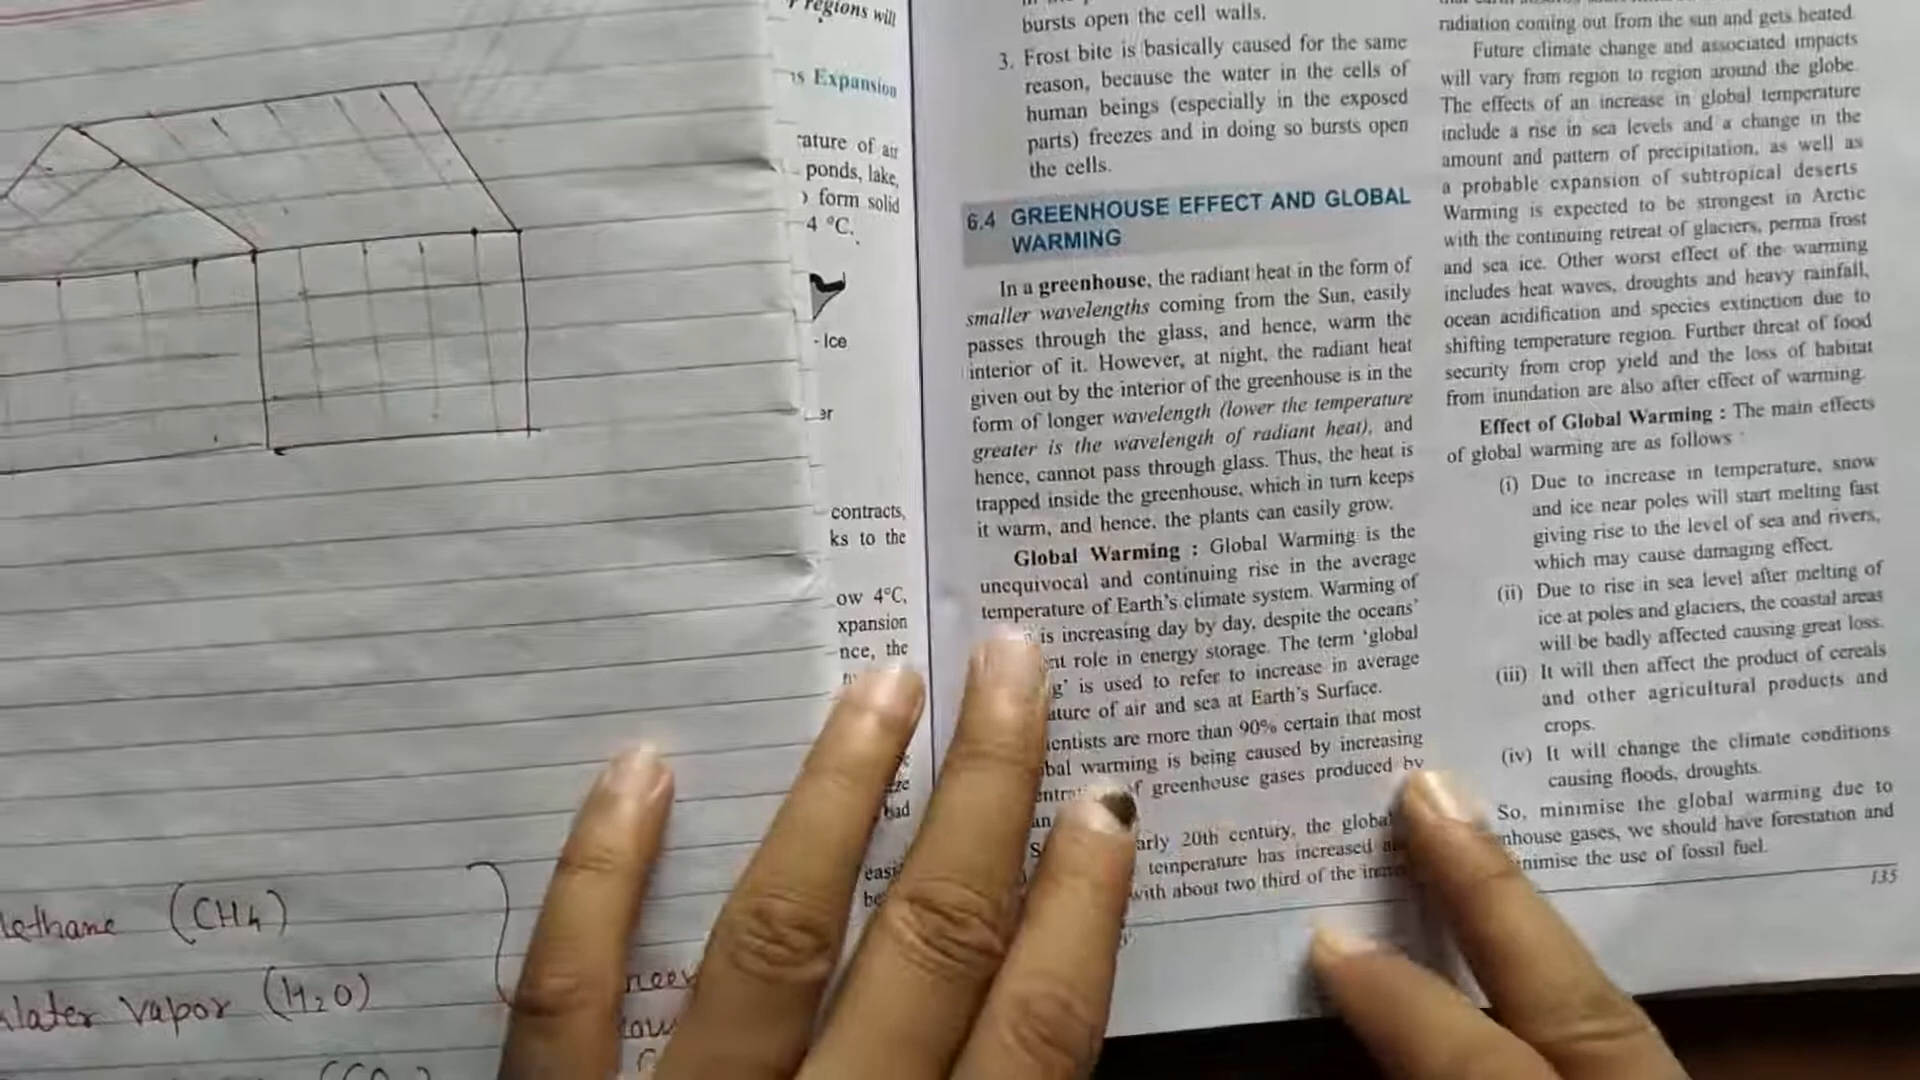 regions will
Expansion
ature of air
ponds, lake,
form solid
4 °C.
Ice
contracts,
ks to the
ow 4°C,
xpansion
nce, the
Methane (CH4)
Water Vapor (H2O)
bursts open the cell walls.
3. Frost bite is basically caused for the same
reason, because the water in the cells of
human beings (especially in the exposed
parts) freezes and in doing so bursts open
the cells.
6.4 GREENHOUSE EFFECT AND GLOBAL
WARMING
In a greenhouse, the radiant heat in the form of
smaller wavelengths coming from the Sun, easily
passes through the glass, and hence, warm the
interior of it. However, at night, the radiant heat
given out by the interior of the greenhouse is in the
form of longer wavelength (lower the temperature
greater is the wavelength of radiant heat), and
hence, cannot pass through glass. Thus, the heat is
trapped inside the greenhouse, which in turn keeps
it warm, and hence, the plants can easily grow.
Global Warming : Global Warming is the
unequivocal and continuing rise in the average
temperature of Earth's climate system. Warming of
is increasing day by day, despite the oceans'
nt role in energy storage. The term 'global
g' is used to refer to increase in average
ature of air and sea at Earth's Surface.
ientists are more than 90% certain that most
bal warming is being caused by increasing
entra of greenhouse gases produced by
arly 20th century, the global
temperature has increased
with about two third of the
radiation coming out from the sun and gets heated.
Future climate change and associated impacts
will vary from region to region around the globe.
The effects of an increase in global temperature
include a rise in sea levels and a change in the
amount and pattern of precipitation, as well as
a probable expansion of subtropical deserts
Warming is expected to be strongest in Arctic
with the continuing retreat of glaciers, perma frost
and sea ice. Other worst effect of the warming
includes heat waves, droughts and heavy rainfall,
ocean acidification and species extinction due to
shifting temperature region. Further threat of food
security from crop yield and the loss of habitat
from inundation are also after effect of warming.
Effect of Global Warming : The main effects
of global warming are as follows
(i) Due to increase in temperature, snow
and ice near poles will start melting fast
giving rise to the level of sea and rivers,
which may cause damaging effect.
(ii) Due to rise in sea level after melting of
ice at poles and glaciers, the coastal areas
will be badly affected causing great loss.
(iii) It will then affect the product of cereals
and other agricultural products and
crops.
(iv) It will change the climate conditions
causing floods, droughts.
So, minimise the global warming due to
nhouse gases, we should have forestation and
inimise the use of fossil fuel.
135